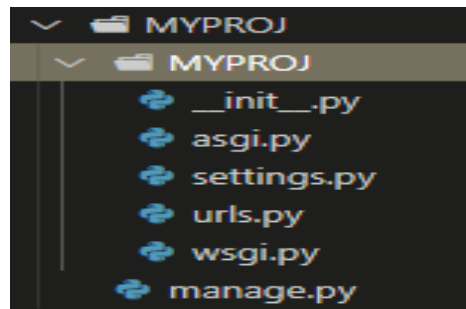 MYPROJ
MYPROJ
__init__.py
asgi.py
settings.py
urls.py
wsgi.py
manage.py